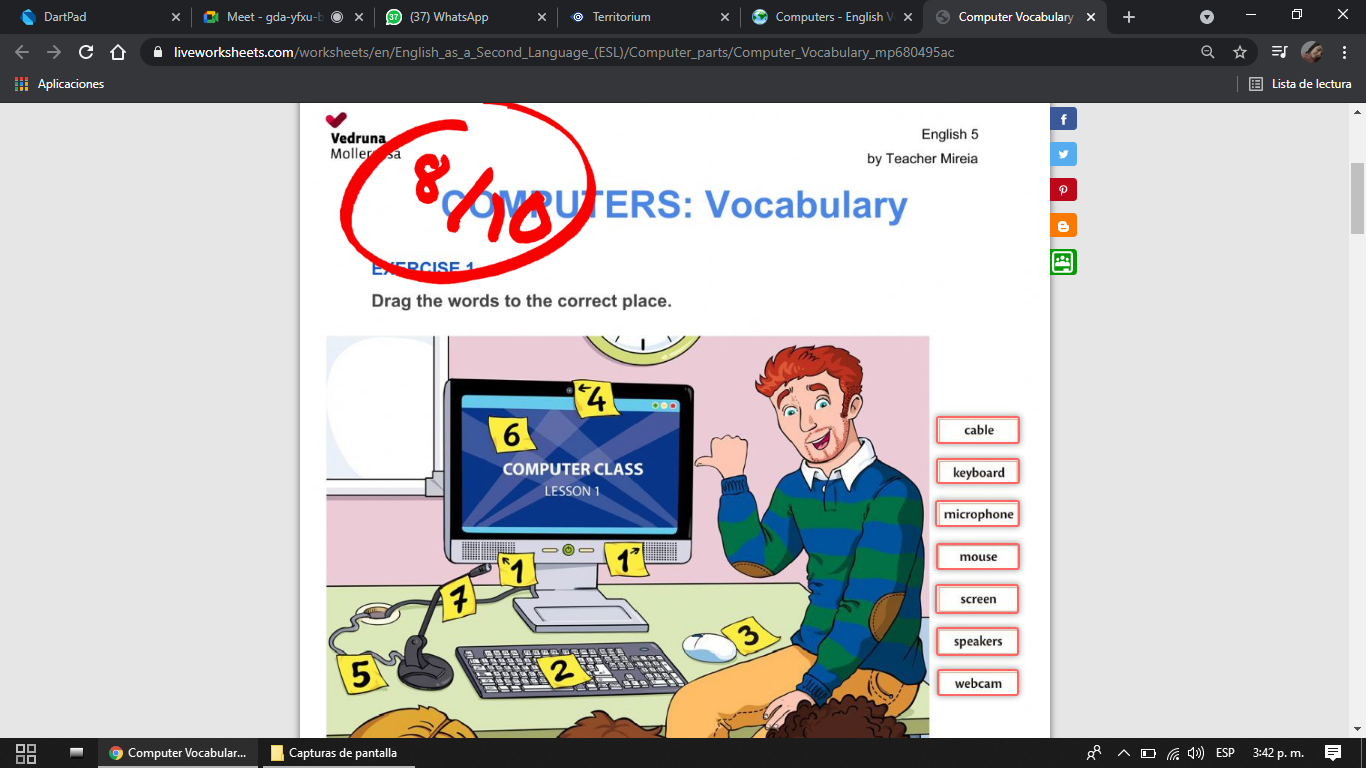 DartPad
Meet - gda-yfxu-b
(37) WhatsApp
Territorium
Computers - English V
Computer Vocabulary
liveworksheets.com/worksheets/en/English_as_a_Second_Language_(ESL)/Computer_parts/Computer_Vocabulary_mp680495ac
Aplicaciones
Lista de lectura
Vedruna
Mollerussa
English 5
by Teacher Mireia
8/10
COMPUTERS: Vocabulary
EXERCISE 1
Drag the words to the correct place.
4
6
COMPUTER CLASS
LESSON 1
1
1
7
3
5
2
cable
keyboard
microphone
mouse
screen
speakers
webcam
Computer Vocabular...
Capturas de pantalla
ESP
3:42 p. m.